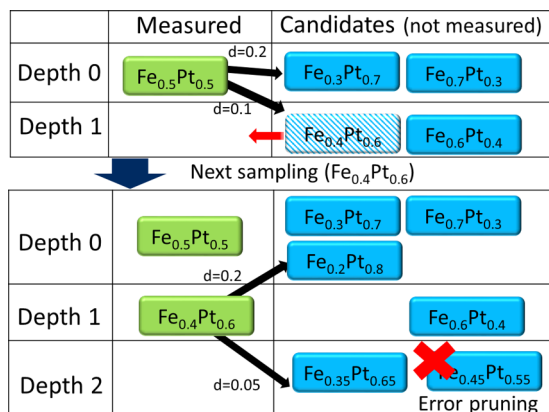 Measured Candidates (not measured)
Depth 0 Fe0.5Pt0.5 d=0.2 Fe0.3Pt0.7 Fe0.7Pt0.3
Depth 1 d=0.1 Fe0.4Pt0.6 Fe0.6Pt0.4
Next sampling (Fe0.4Pt0.6)
Fe0.3Pt0.7 Fe0.7Pt0.3
Depth 0 Fe0.5Pt0.5
d=0.2 Fe0.2Pt0.8
Depth 1 Fe0.4Pt0.6 Fe0.6Pt0.4
Depth 2 d=0.05 Fe0.35Pt0.65 Fe0.45Pt0.55
Error pruning